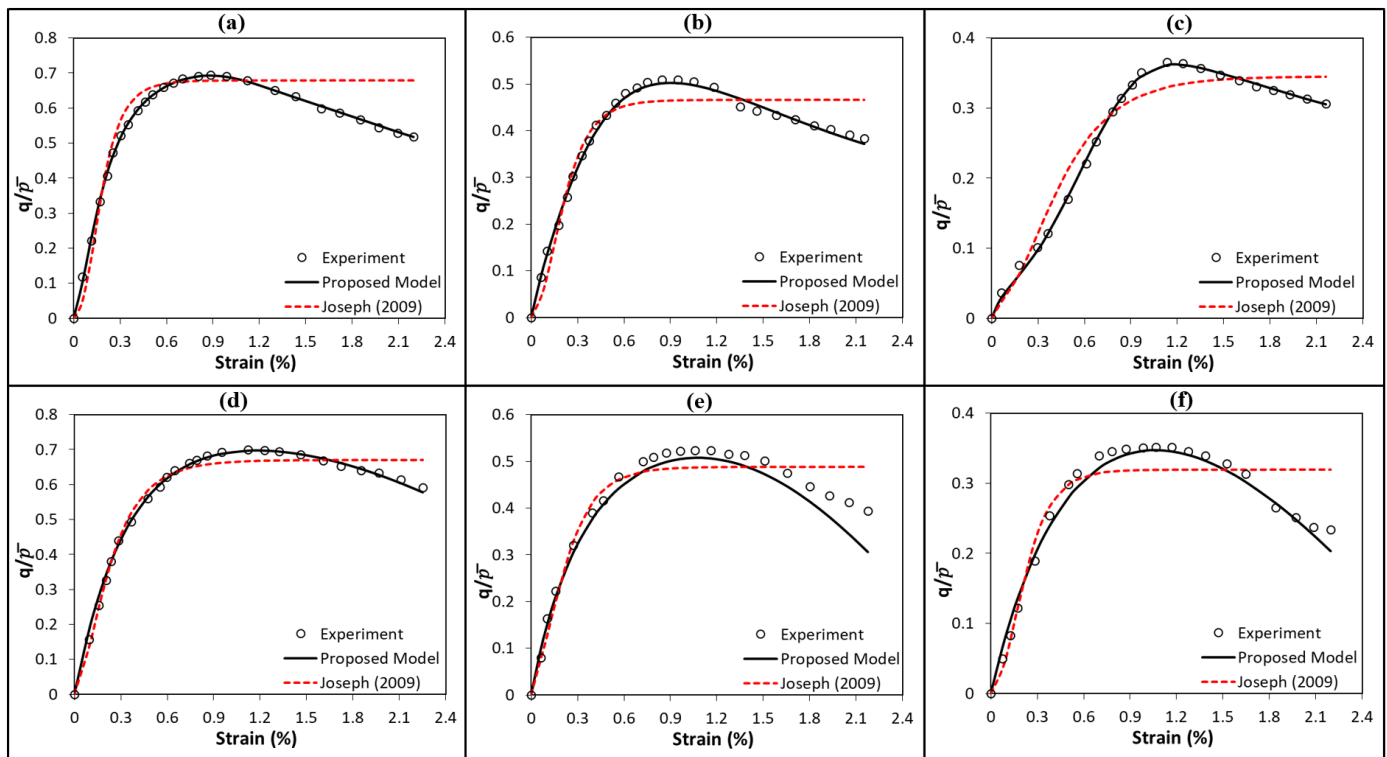 (a)
0.8
0.7
0.6
0.5
0.4
0.3
0.2
0.1
0
q/p̅
0 0.3 0.6 0.9 1.2 1.5 1.8 2.1 2.4
Strain (%)
Experiment
Proposed Model
Joseph (2009)
(b)
0.6
0.5
0.4
0.3
0.2
0.1
0
q/p̅
0 0.3 0.6 0.9 1.2 1.5 1.8 2.1 2.4
Strain (%)
Experiment
Proposed Model
Joseph (2009)
(c)
0.4
0.3
0.2
0.1
0
q/p̅
0 0.3 0.6 0.9 1.2 1.5 1.8 2.1 2.4
Strain (%)
Experiment
Proposed Model
Joseph (2009)
(d)
0.8
0.7
0.6
0.5
0.4
0.3
0.2
0.1
0
q/p̅
0 0.3 0.6 0.9 1.2 1.5 1.8 2.1 2.4
Strain (%)
Experiment
Proposed Model
Joseph (2009)
(e)
0.6
0.5
0.4
0.3
0.2
0.1
0
q/p̅
0 0.3 0.6 0.9 1.2 1.5 1.8 2.1 2.4
Strain (%)
Experiment
Proposed Model
Joseph (2009)
(f)
0.4
0.3
0.2
0.1
0
q/p̅
0 0.3 0.6 0.9 1.2 1.5 1.8 2.1 2.4
Strain (%)
Experiment
Proposed Model
Joseph (2009)